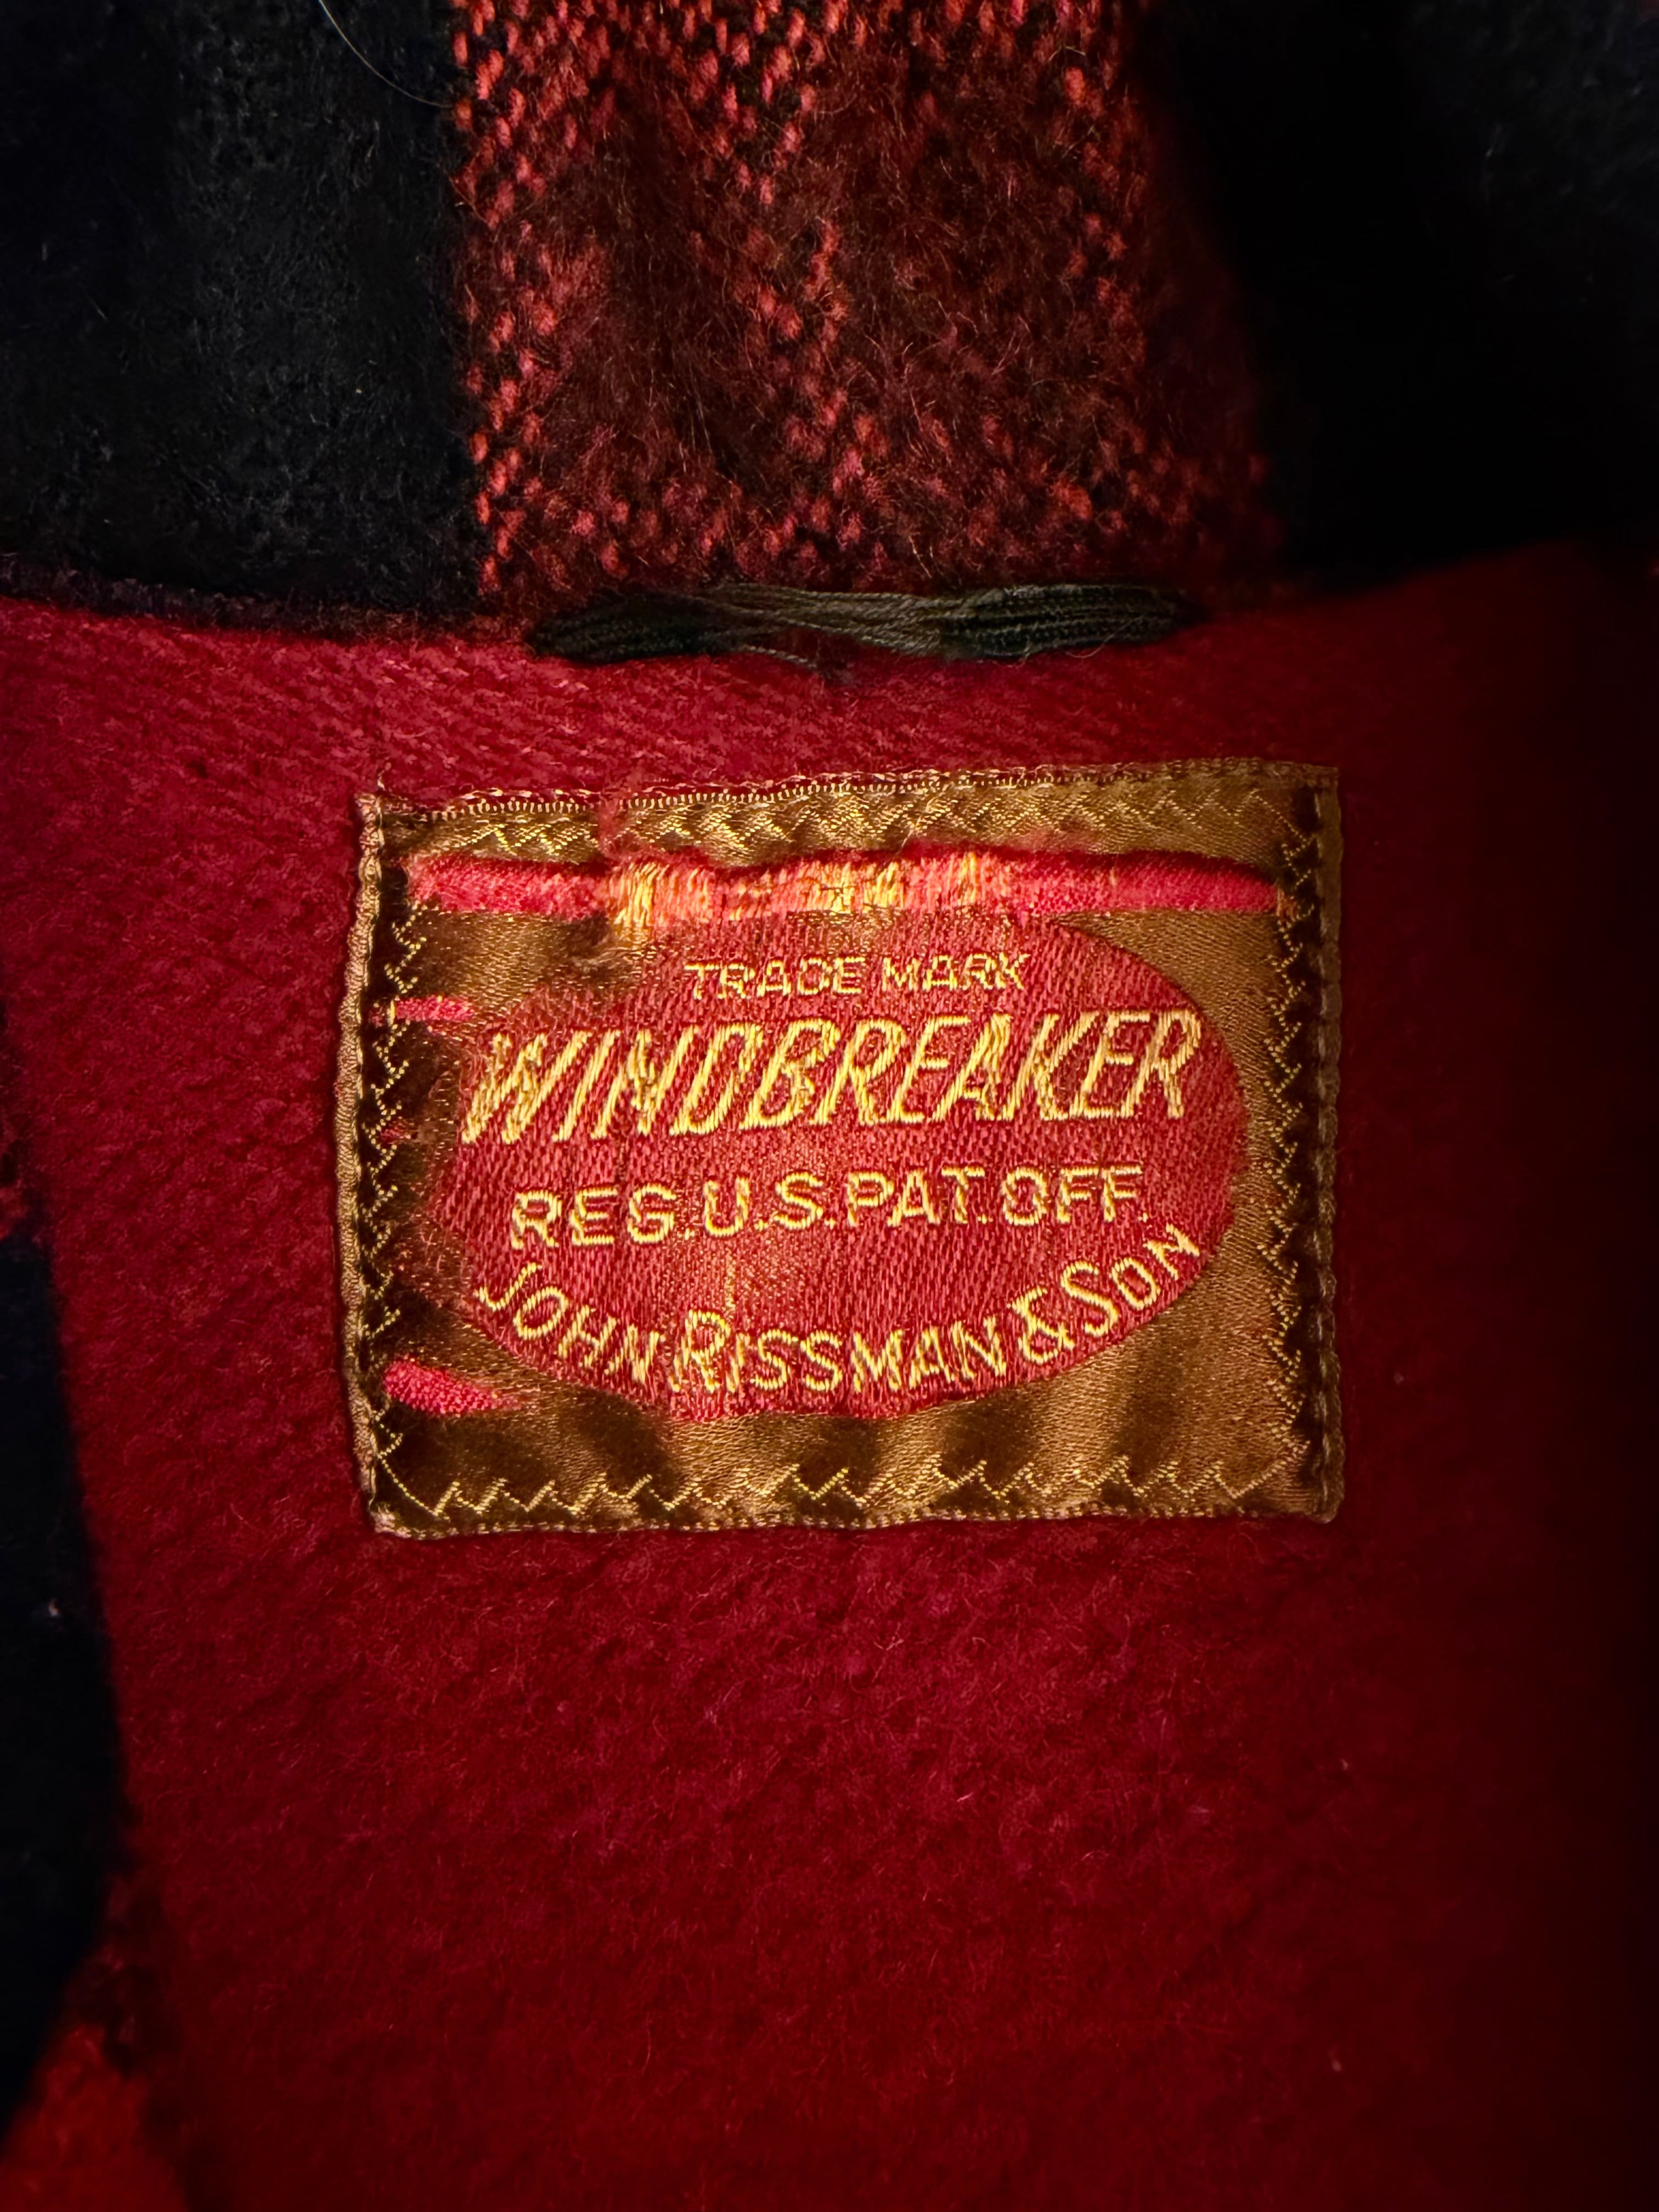 TRADE MARK
WINDBREAKER
REG.U.S.PAT.OFF.
JOHN RISSMAN & SON